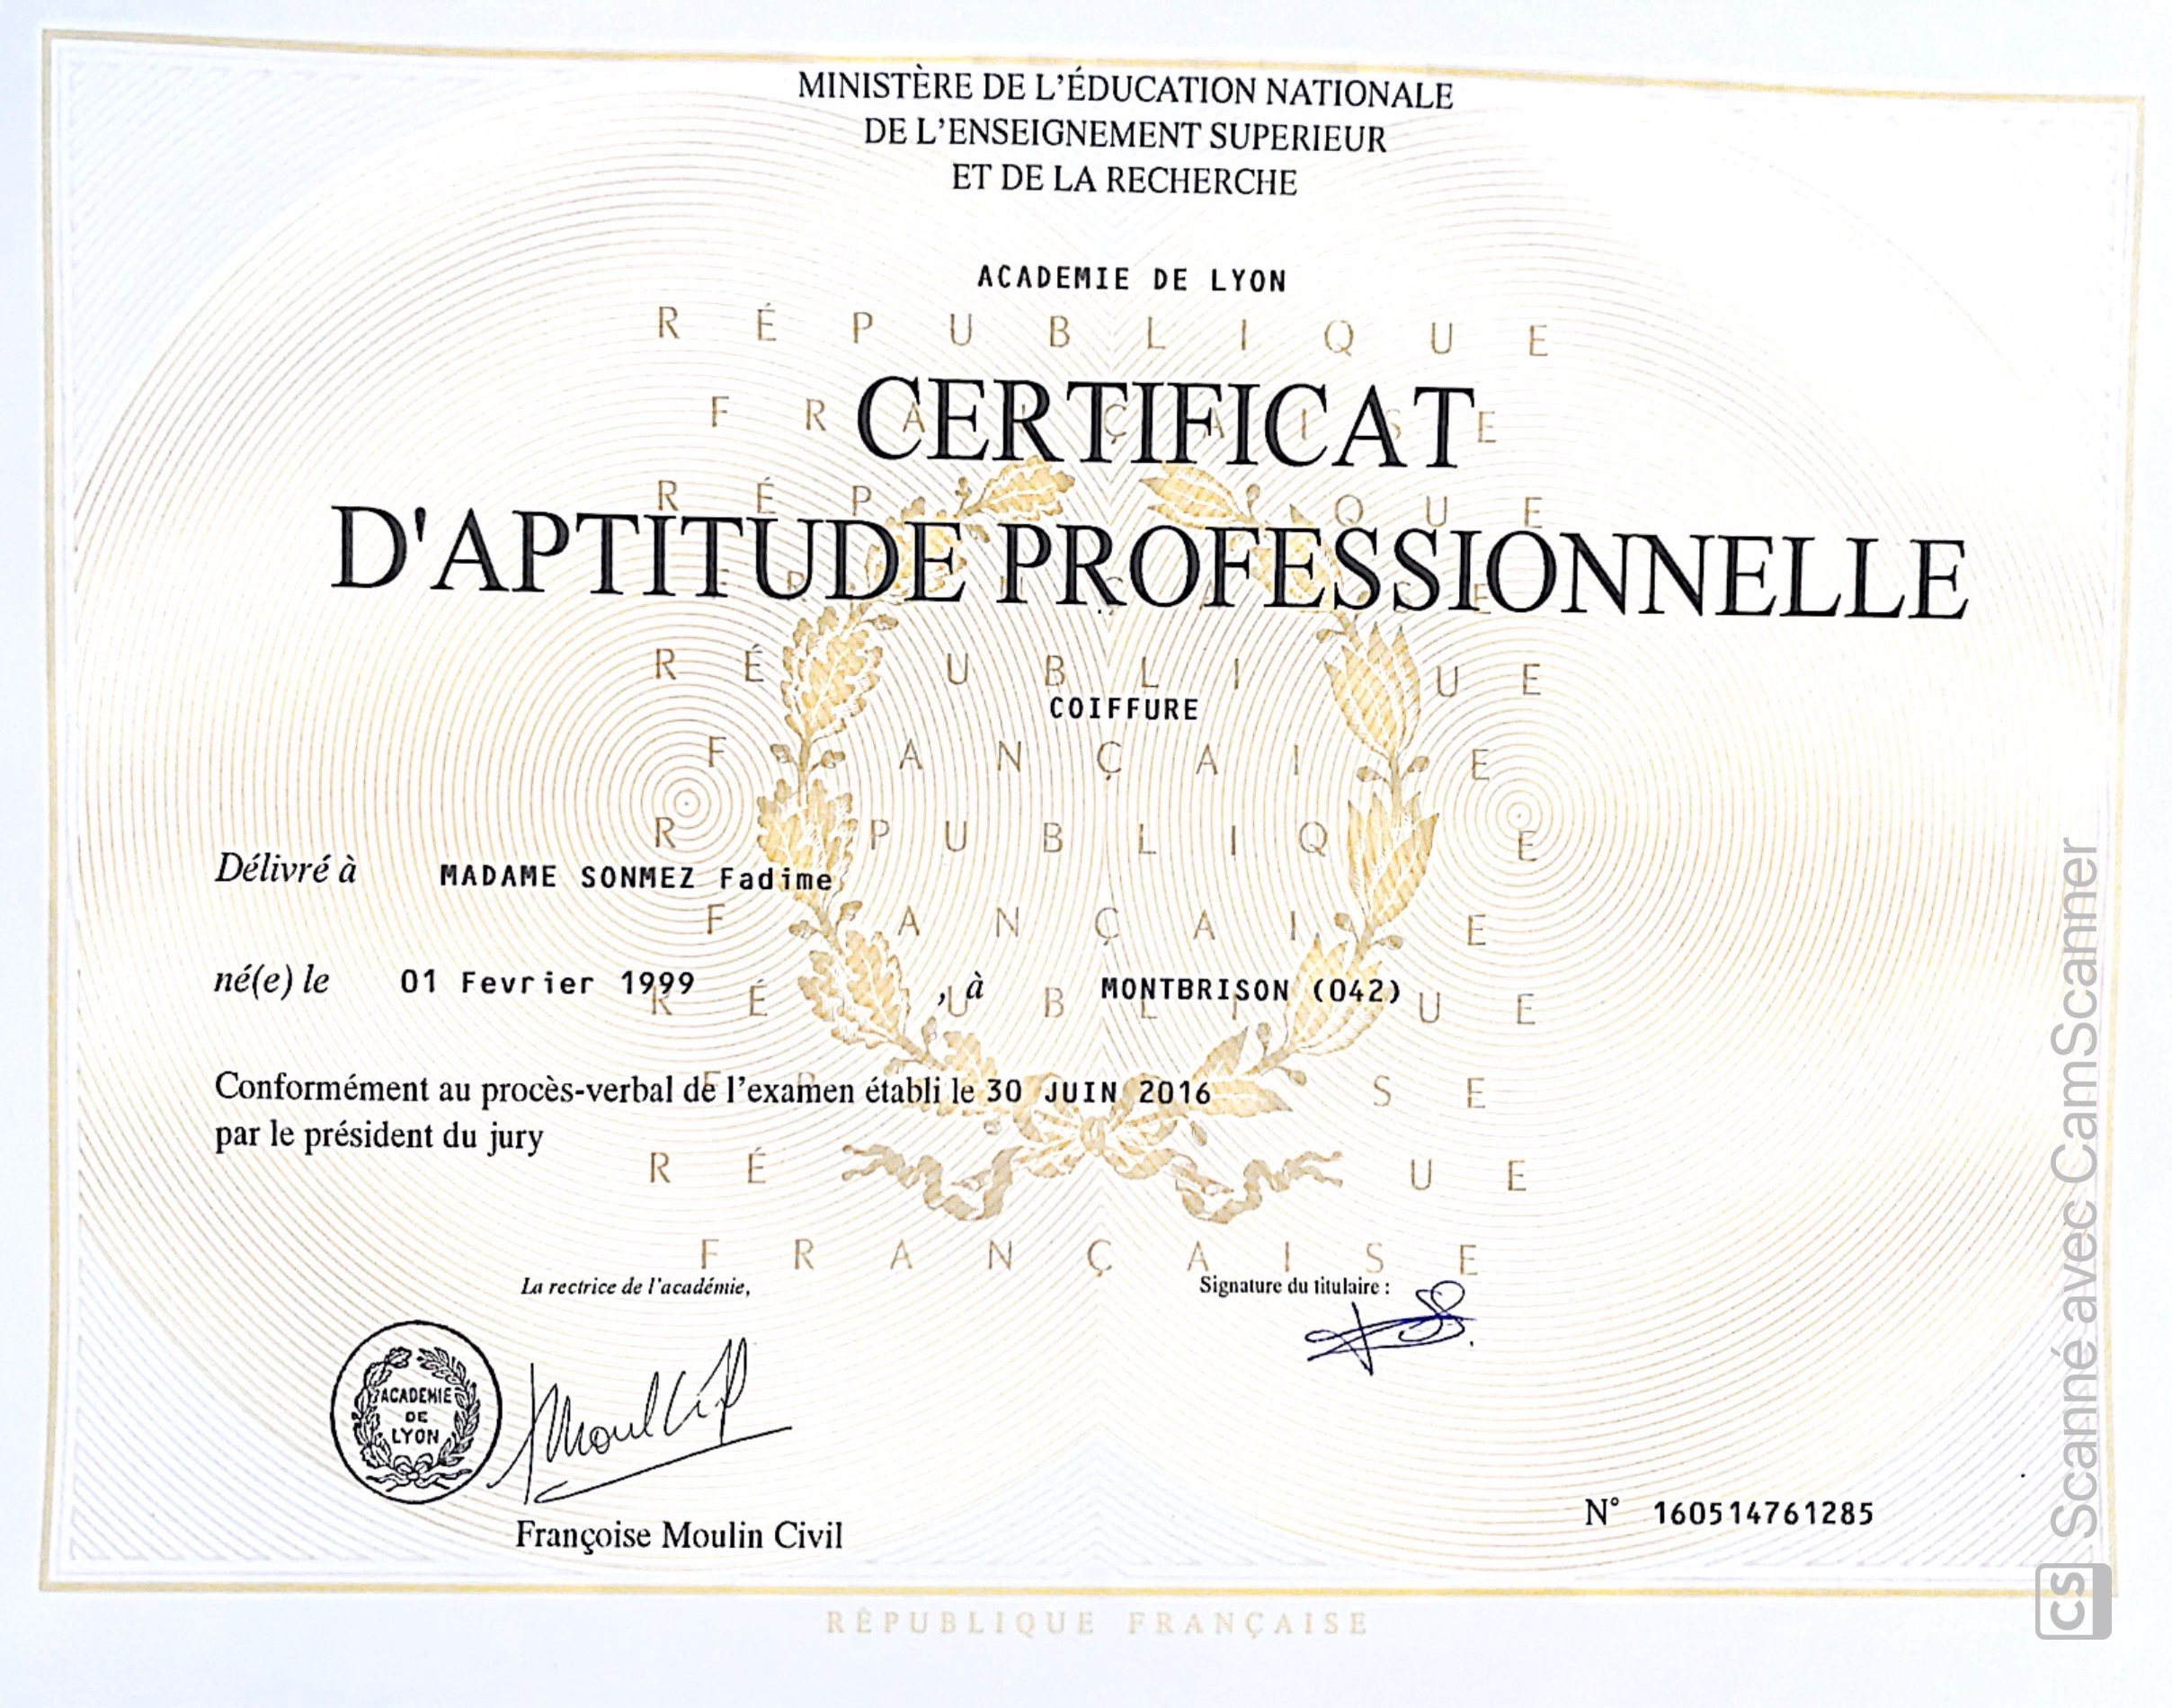 MINISTÈRE DE L'ÉDUCATION NATIONALE
DE L'ENSEIGNEMENT SUPERIEUR
ET DE LA RECHERCHE
ACADEMIE DE LYON
RÉPUBLIQUE
FRANÇAISE
CERTIFICAT
D'APTITUDE PROFESSIONNELLE
COIFFURE
Délivré à MADAME SONMEZ Fadime
né(e) le 01 Fevrier 1999, à MONTBRISON (042)
Conformément au procès-verbal de l'examen établi le 30 JUIN 2016
par le président du jury
FRANÇAISE
La rectrice de l'académie,
Signature du titulaire :
ACADEMIE
DE
LYON
Françoise Moulin Civil
N° 160514761285
RÉPUBLIQUE FRANÇAISE
CS Scanné avec CamScanner